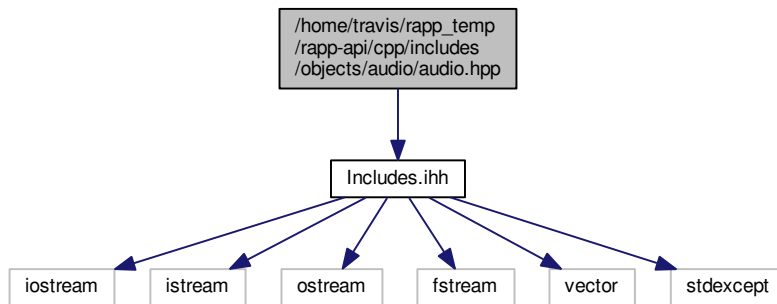 /home/travis/rapp_temp
/rapp-api/cpp/includes
/objects/audio/audio.hpp
Includes.ihh
iostream
istream
ostream
fstream
vector
stdexcept